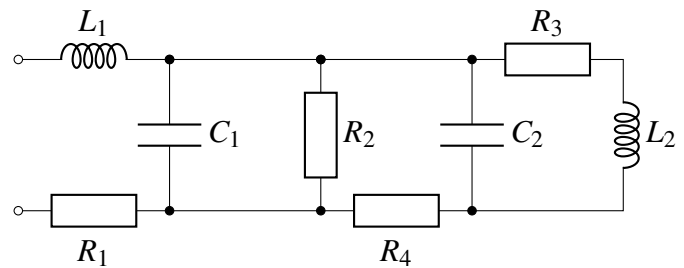 L₁
R₃
C₁
R₂
C₂
L₂
R₁
R₄